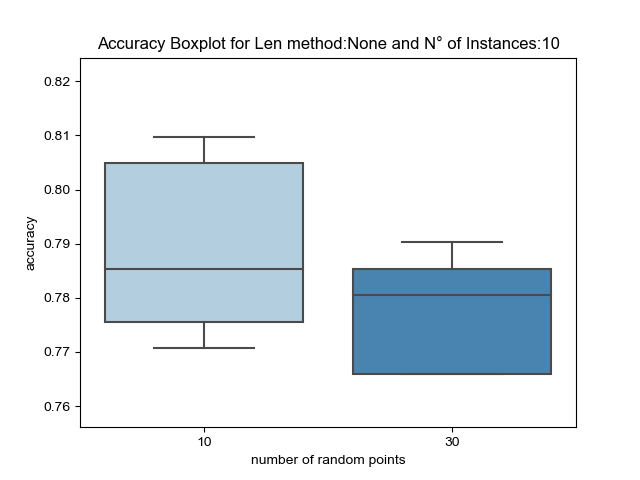 Accuracy Boxplot for Len method:None and N° of Instances:10
0.82
0.81
0.80
0.79
0.78
0.77
0.76
accuracy
10 30
number of random points